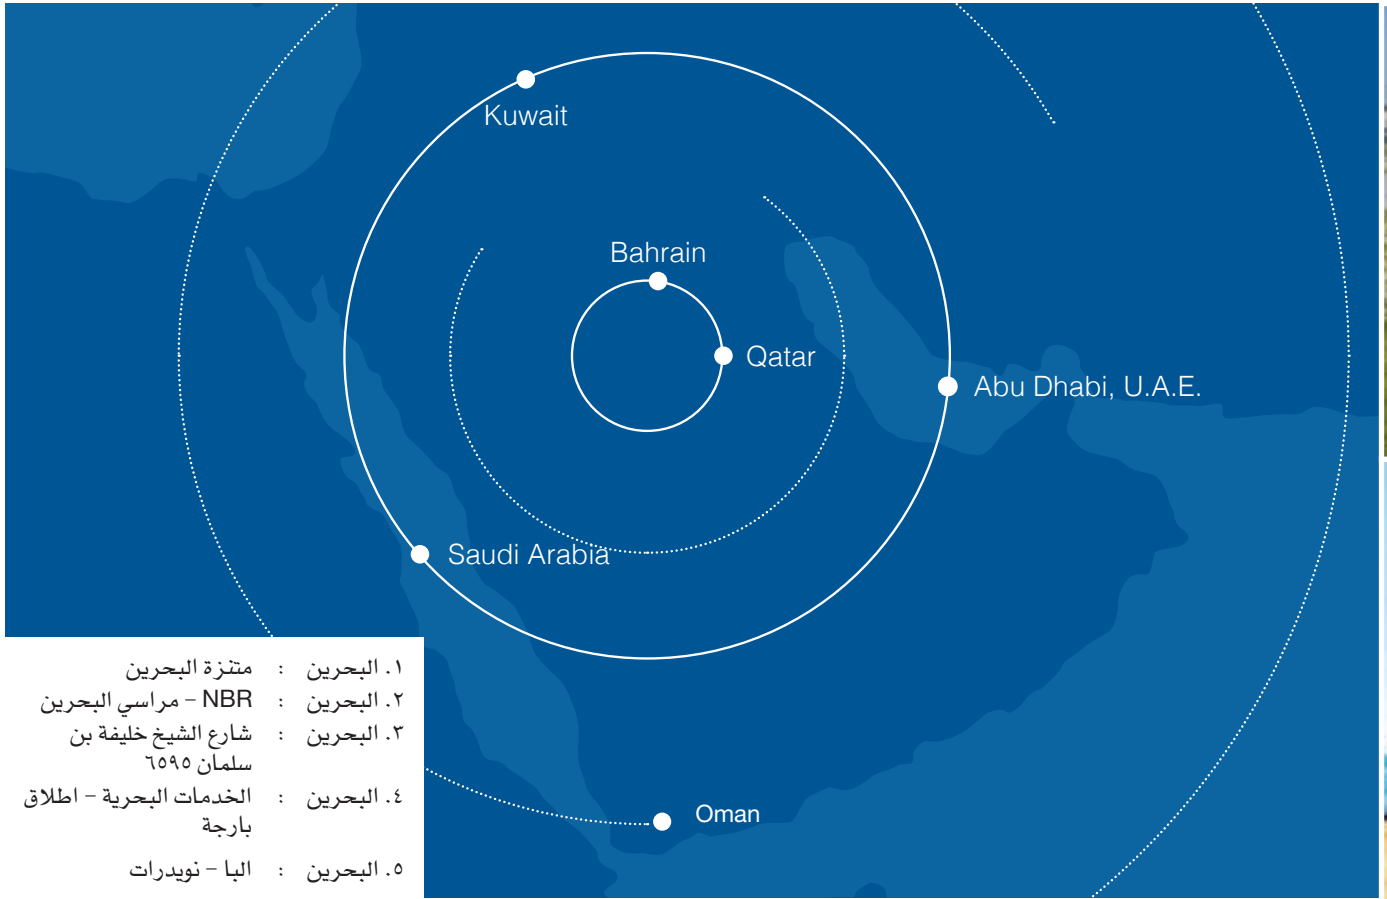 Kuwait
Bahrain
Qatar
Abu Dhabi, U.A.E.
Saudi Arabia
Oman
١. البحرين : متنزة البحرين
٢. البحرين : NBR – مراسي البحرين
٣. البحرين : شارع الشيخ خليفة بن
سلمان ٦٥٩٥
٤. البحرين : الخدمات البحرية – اطلاق
بارجة
٥. البحرين : البا – نويدرات